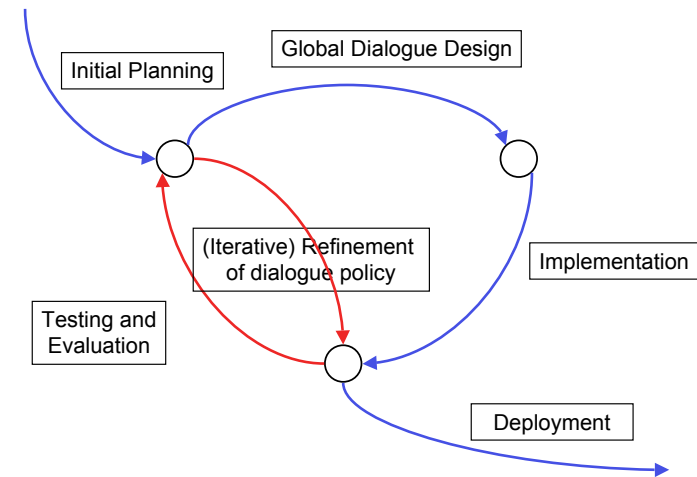 Global Dialogue Design
Initial Planning
(Iterative) Refinement
of dialogue policy
Implementation
Testing and
Evaluation
Deployment